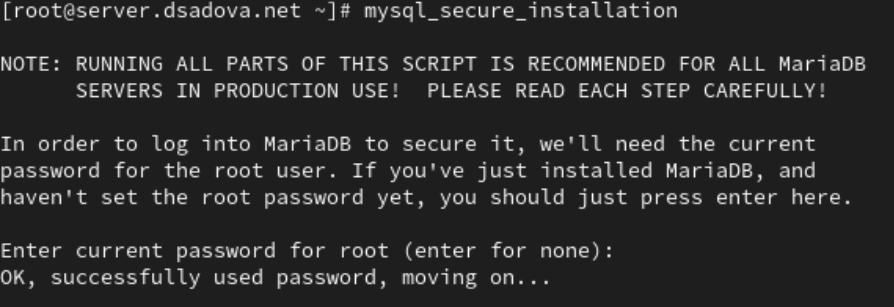 [root@server.dsadova.net ~]# mysql_secure_installation
NOTE: RUNNING ALL PARTS OF THIS SCRIPT IS RECOMMENDED FOR ALL MariaDB
SERVERS IN PRODUCTION USE!  PLEASE READ EACH STEP CAREFULLY!
In order to log into MariaDB to secure it, we'll need the current
password for the root user. If you've just installed MariaDB, and
haven't set the root password yet, you should just press enter here.
Enter current password for root (enter for none):
OK, successfully used password, moving on...